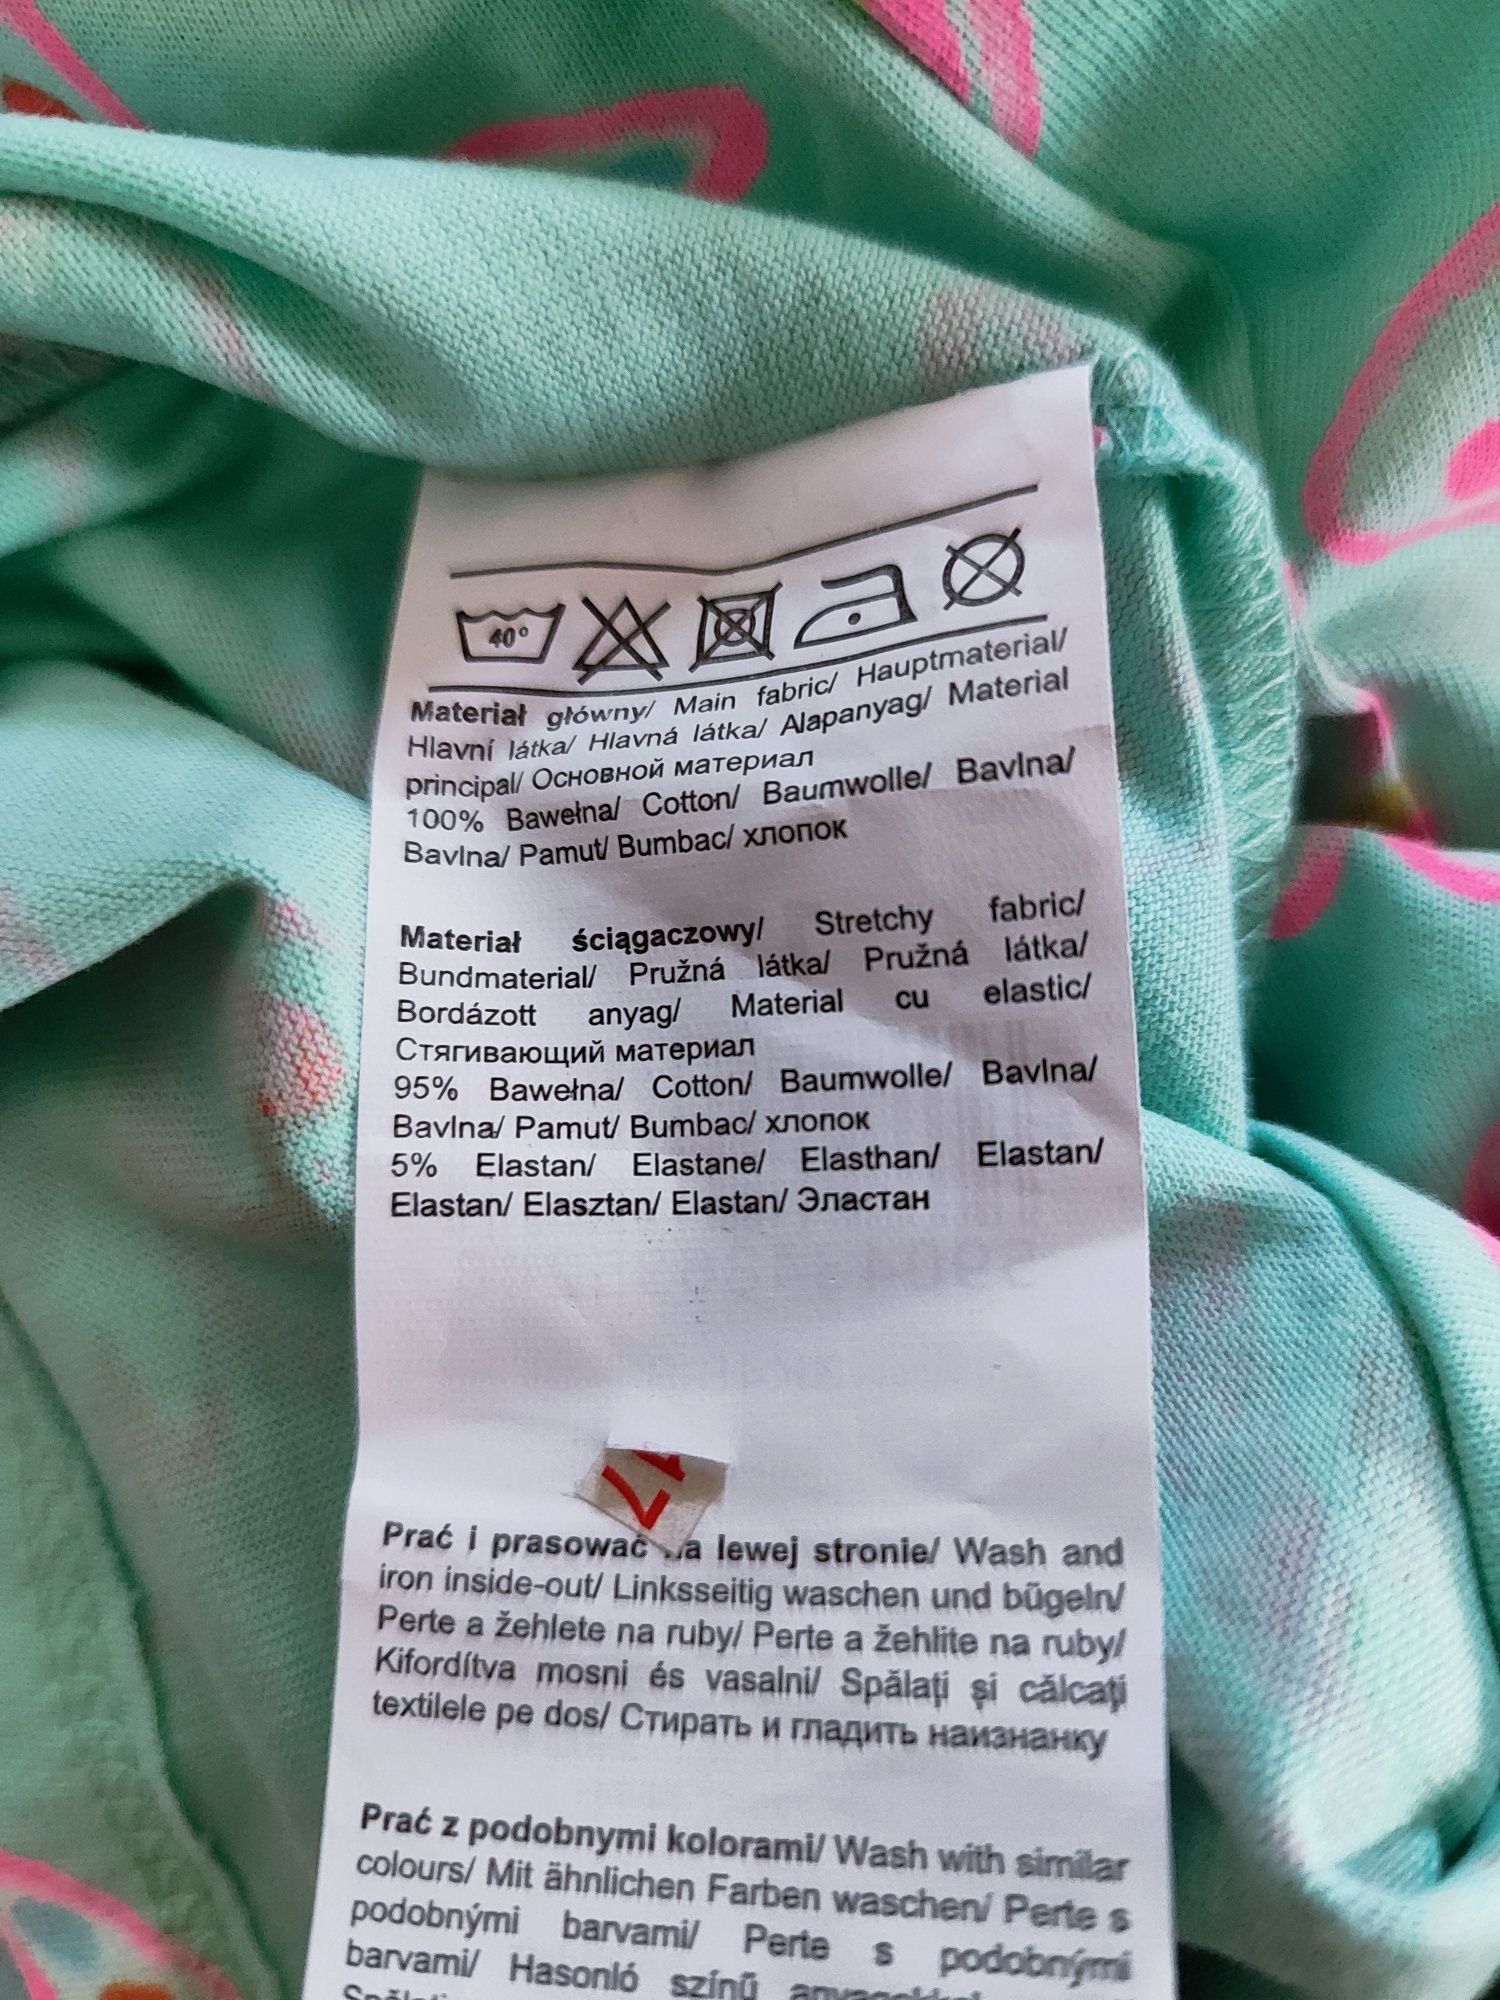 40°
Materiał główny/ Main fabric/ Hauptmaterial/
Hlavní látka/ Hlavná látka/ Alapanyag/ Material
principal/ Основной материал
100% Bawełna/ Cotton/ Baumwolle/ Bavlna/
Bavlna/ Pamut/ Bumbac/ хлопок
Materiał ściągaczowy/ Stretchy fabric/
Bundmaterial/ Pružná látka/ Pružná látka/
Bordázott anyag/ Material cu elastic/
Стягивающий материал
95% Bawełna/ Cotton/ Baumwolle/ Bavlna/
Bavlna/ Pamut/ Bumbac/ хлопок
5% Elastan/ Elastane/ Elasthan/ Elastan/
Elastan/ Elasztan/ Elastan/ Эластан
Prać i prasować na lewej stronie/ Wash and
iron inside-out/ Linksseitig waschen und bügeln/
Perte a žehlete na ruby/ Perte a žehlite na ruby/
Kifordítva mosni és vasalni/ Spălați și călcați
textilele pe dos/ Стирать и гладить наизнанку
Prać z podobnymi kolorami/ Wash with similar
colours/ Mit ähnlichen Farben waschen/ Perte s
podobnými barvami/ Perte s podobnými
barvami/ Hasonló színű